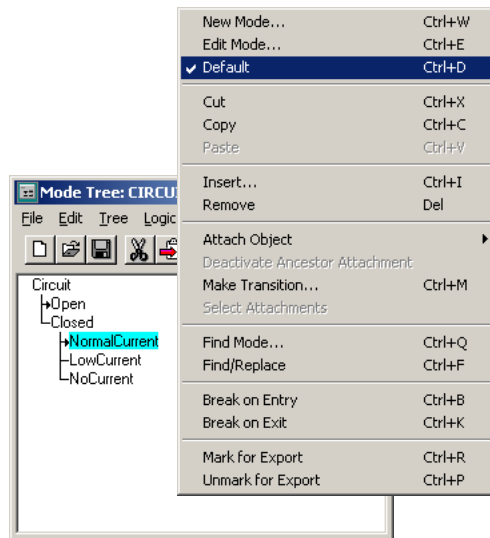 New Mode... Ctrl+W
Edit Mode... Ctrl+E
Default Ctrl+D
Cut Ctrl+X
Copy Ctrl+C
Paste Ctrl+V
Insert... Ctrl+I
Remove Del
Attach Object
Deactivate Ancestor Attachment
Make Transition... Ctrl+M
Select Attachments
Find Mode... Ctrl+Q
Find/Replace Ctrl+F
Break on Entry Ctrl+B
Break on Exit Ctrl+K
Mark for Export Ctrl+R
Unmark for Export Ctrl+P
Mode Tree: CIRCU
File Edit Tree Logic
Circuit
Open
Closed
NormalCurrent
LowCurrent
NoCurrent